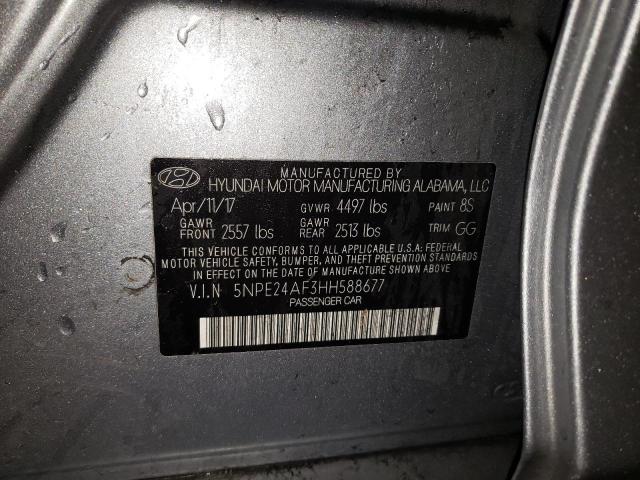 MANUFACTURED BY
HYUNDAI MOTOR MANUFACTURING ALABAMA, LLC
Apr/11/17 GVWR 4497 lbs PAINT 8S
GAWR FRONT 2557 lbs GAWR REAR 2513 lbs TRIM GG
THIS VEHICLE CONFORMS TO ALL APPLICABLE U.S.A. FEDERAL
MOTOR VEHICLE SAFETY, BUMPER, AND THEFT PREVENTION STANDARDS
IN EFFECT ON THE DATE OF MANUFACTURE SHOWN ABOVE.
V.I.N 5NPE24AF3HH588677
PASSENGER CAR